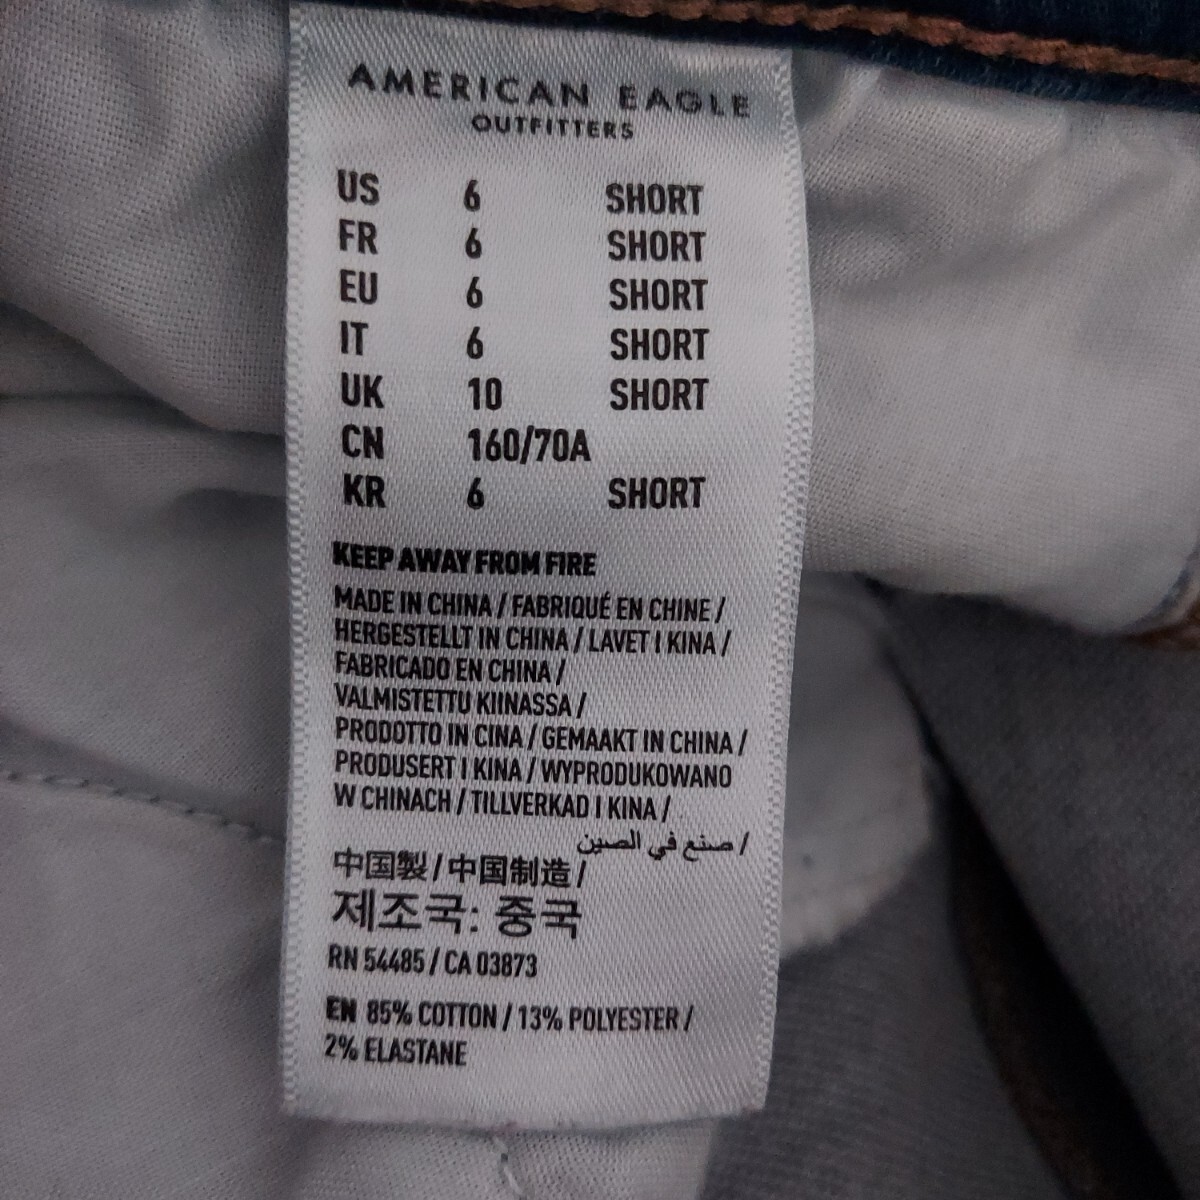 AMERICAN EAGLE
OUTFITTERS
US 6 SHORT
FR 6 SHORT
EU 6 SHORT
IT 6 SHORT
UK 10 SHORT
CN 160/70A
KR 6 SHORT
KEEP AWAY FROM FIRE
MADE IN CHINA / FABRIQUÉ EN CHINE /
HERGESTELLT IN CHINA / LAVET I KINA /
FABRICADO EN CHINA /
VALMISTETTU KIINASSA /
PRODOTTO IN CINA / GEMAAKT IN CHINA /
PRODUSERT I KINA / WYPRODUKOWANO
W CHINACH / TILLVERKAD I KINA /
صنع في الصين /
中国製 / 中国制造 /
제조국: 중국
RN 54485 / CA 03873
EN 85% COTTON / 13% POLYESTER /
2% ELASTANE